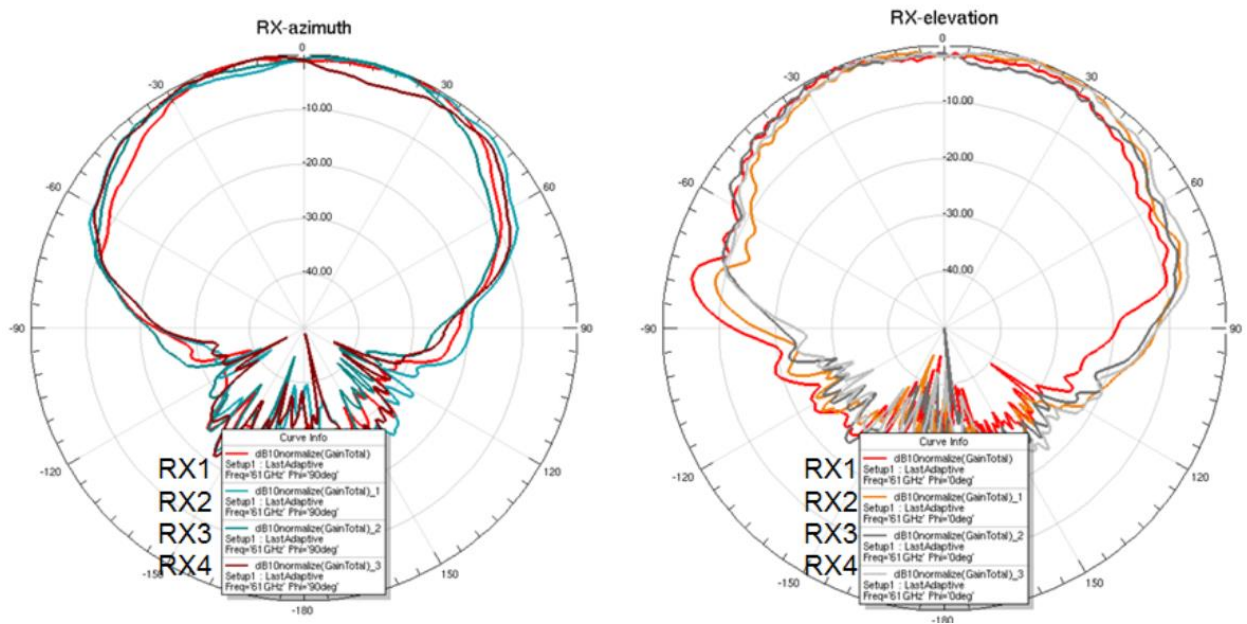 RX-azimuth
0
-30
30
-10.00
-20.00
-60
60
-30.00
-40.00
-90
90
-120
120
-150
150
-180
RX1
RX2
RX3
RX4
Curve Info
dB10normalize(GainTotal)
Setup1 : LastAdaptive
Freq='61GHz' Phi='90deg'
dB10normalize(GainTotal)_1
Setup1 : LastAdaptive
Freq='61GHz' Phi='90deg'
dB10normalize(GainTotal)_2
Setup1 : LastAdaptive
Freq='61GHz' Phi='90deg'
dB10normalize(GainTotal)_3
Setup1 : LastAdaptive
Freq='61GHz' Phi='90deg'
RX-elevation
0
-30
30
-10.00
-20.00
-60
60
-30.00
-40.00
-90
90
-120
120
-150
150
-180
RX1
RX2
RX3
RX4
Curve Info
dB10normalize(GainTotal)
Setup1 : LastAdaptive
Freq='61GHz' Phi='0deg'
dB10normalize(GainTotal)_1
Setup1 : LastAdaptive
Freq='61GHz' Phi='0deg'
dB10normalize(GainTotal)_2
Setup1 : LastAdaptive
Freq='61GHz' Phi='0deg'
dB10normalize(GainTotal)_3
Setup1 : LastAdaptive
Freq='61GHz' Phi='0deg'